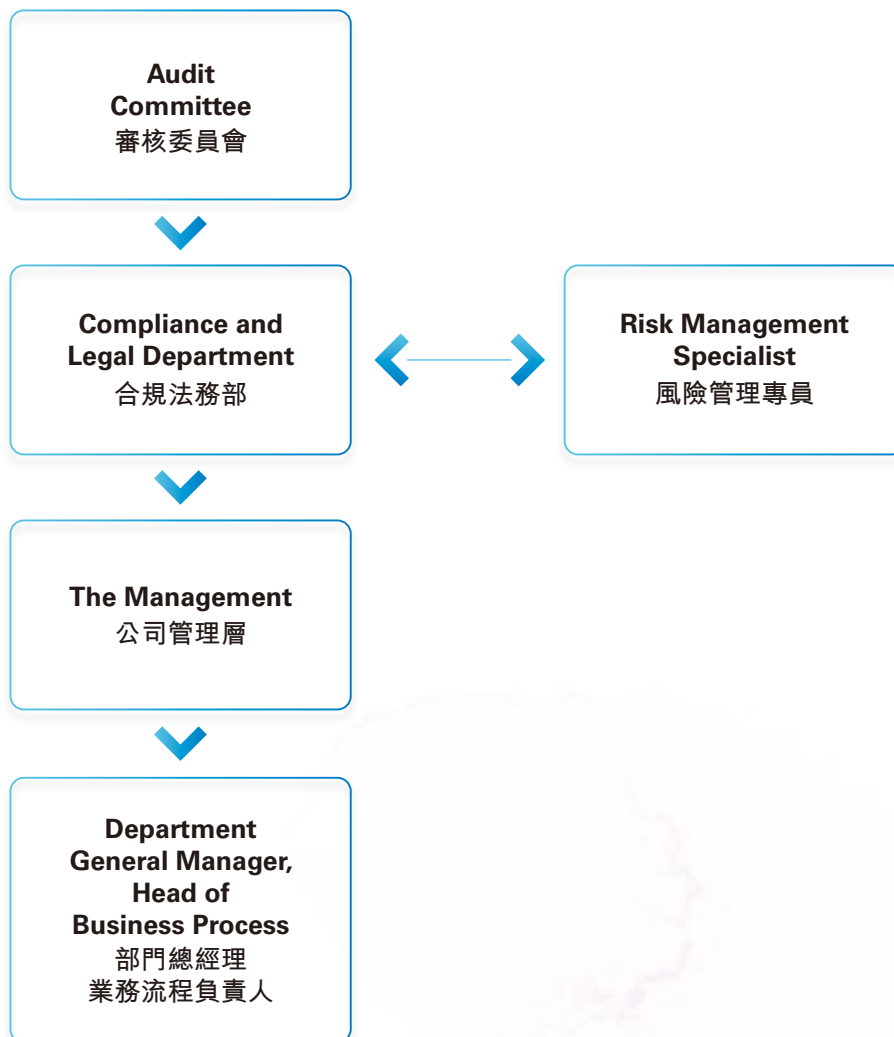 Audit
Committee
審核委員會
Compliance and
Legal Department
合規法務部
Risk Management
Specialist
風險管理專員
The Management
公司管理層
Department
General Manager,
Head of
Business Process
部門總經理
業務流程負責人